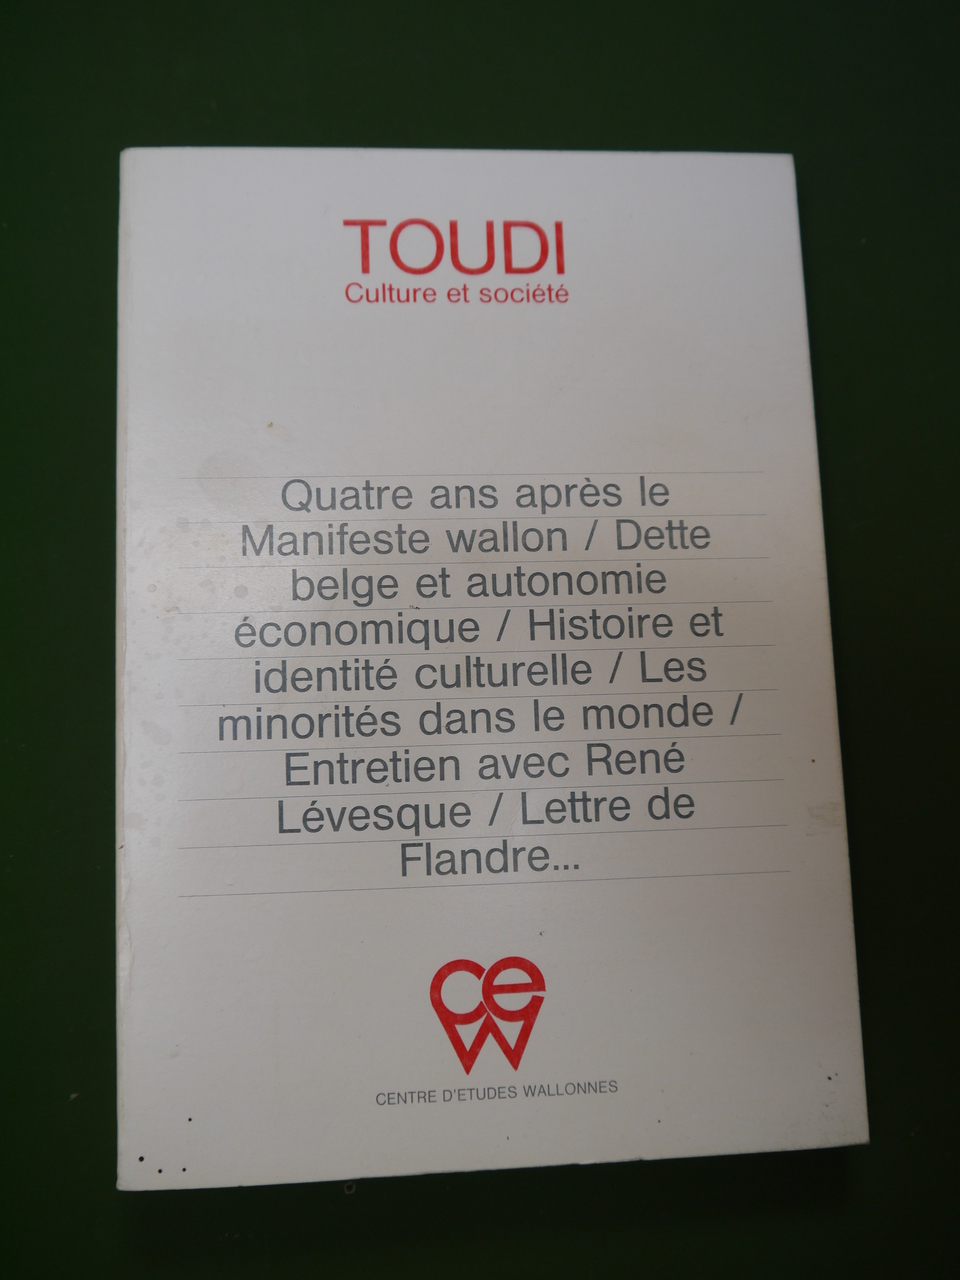 TOUDI
Culture et société
Quatre ans après le
Manifeste wallon / Dette
belge et autonomie
économique / Histoire et
identité culturelle / Les
minorités dans le monde /
Entretien avec René
Lévesque / Lettre de
Flandre...
cew
CENTRE D'ETUDES WALLONNES